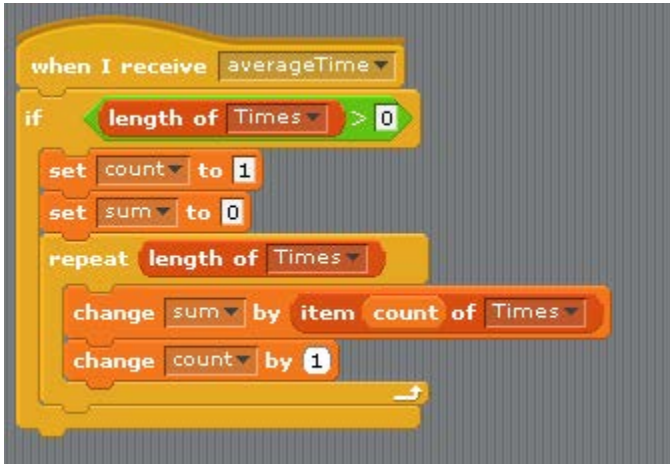 when I receive averageTime
if length of Times > 0
set count to 1
set sum to 0
repeat length of Times
change sum by item count of Times
change count by 1